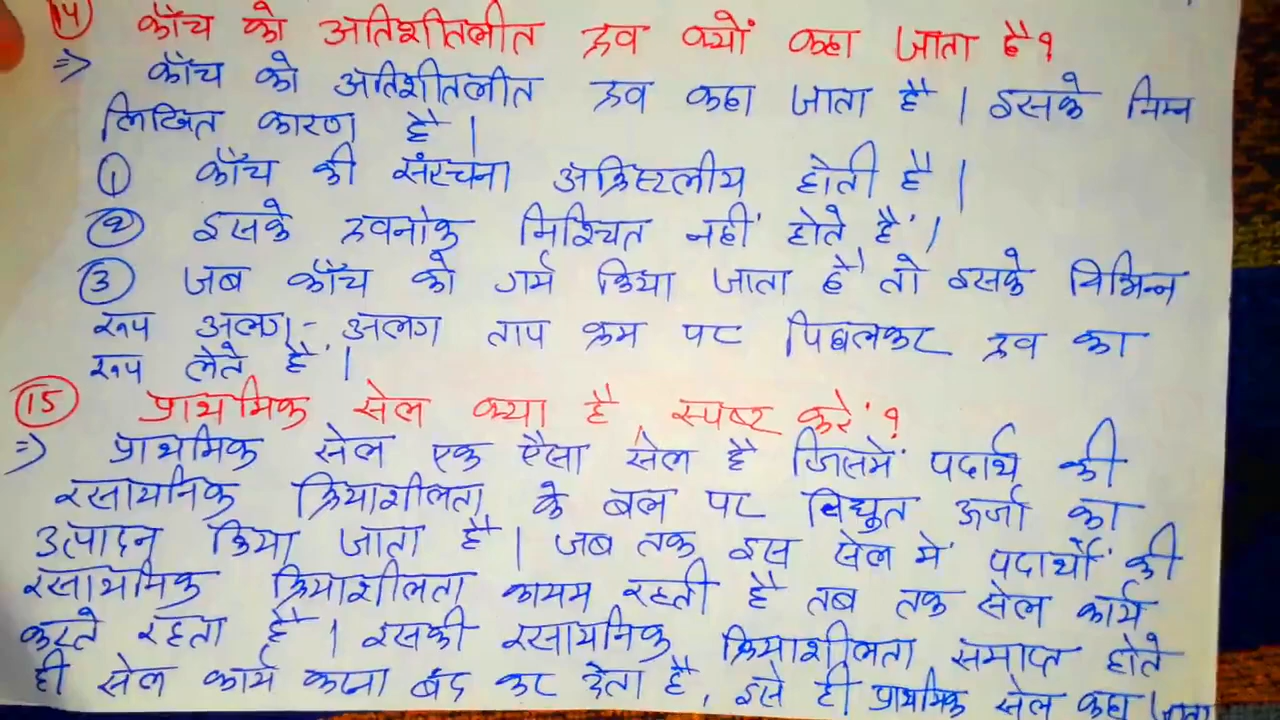 14) काँच को अतिशीतलीत द्रव क्यों कहा जाता है?
⇒ काँच को अतिशीतलीत द्रव कहा जाता है। इसके निम्न
लिखित कारण है।
① काँच की संरचना अक्रिस्टलीय होती है।
② इसके द्रवनांक निश्चित नहीं होते हैं।
③ जब काँच को गर्म किया जाता है तो इसके विभिन्न
रूप अलग-अलग ताप क्रम पर पिघलकर द्रव का
रूप लेते हैं।
15) प्राथमिक सेल क्या है, स्पष्ट करें?
⇒ प्राथमिक सेल एक ऐसा सेल है जिसमें पदार्थ की
रसायनिक क्रियाशीलता के बल पर विद्युत ऊर्जा का
उत्पादन किया जाता है। जब तक इस सेल में पदार्थों की
रसायनिक क्रियाशीलता कायम रहती है तब तक सेल कार्य
करते रहता है। इसकी रसायनिक क्रियाशीलता समाप्त होते
ही सेल कार्य करना बंद कर देता है, इसे ही प्राथमिक सेल कहा जाता